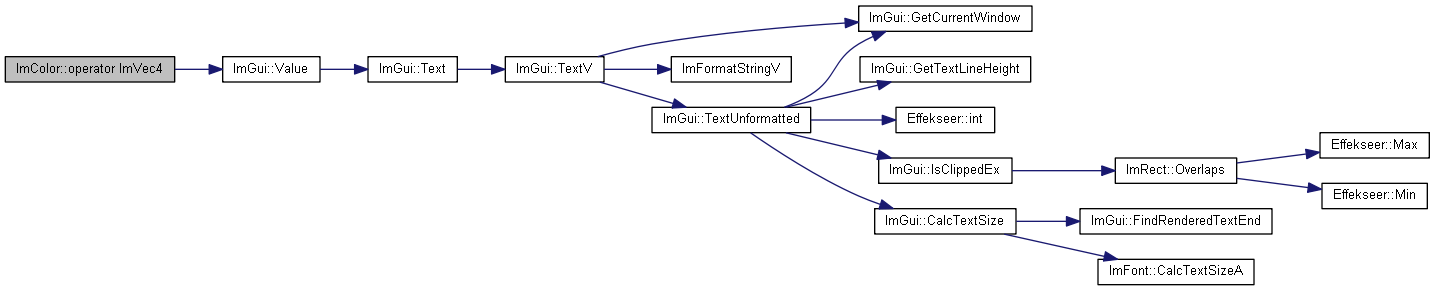 ImColor::operator ImVec4
ImGui::Value
ImGui::Text
ImGui::TextV
ImGui::GetCurrentWindow
ImFormatStringV
ImGui::GetTextLineHeight
ImGui::TextUnformatted
Effekseer::int
ImGui::IsClippedEx
ImRect::Overlaps
Effekseer::Max
Effekseer::Min
ImGui::CalcTextSize
ImGui::FindRenderedTextEnd
ImFont::CalcTextSizeA